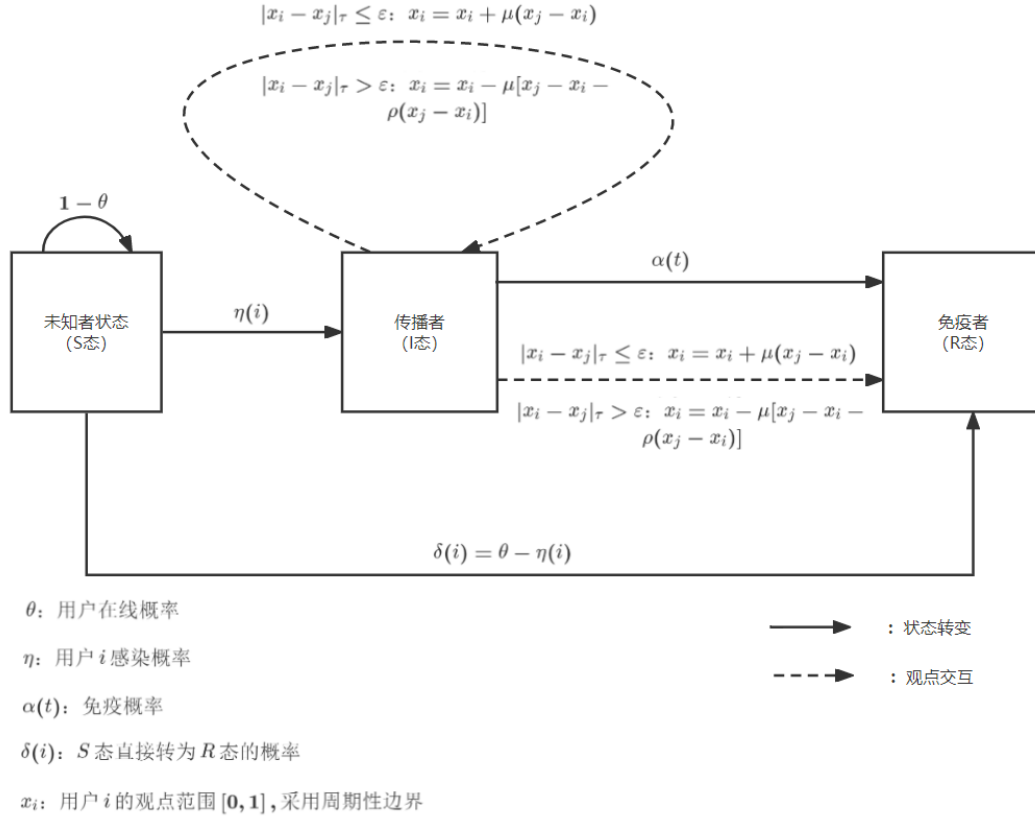 |x_i − x_j|_τ ≤ ε: x_i = x_i + μ(x_j − x_i)
|x_i − x_j|_τ > ε: x_i = x_i − μ[x_j − x_i −
ρ(x_j − x_i)]
1 − θ
α(t)
η(i)
未知者状态
(S态)
传播者
(I态)
免疫者
(R态)
|x_i − x_j|_τ ≤ ε: x_i = x_i + μ(x_j − x_i)
|x_i − x_j|_τ > ε: x_i = x_i − μ[x_j − x_i −
ρ(x_j − x_i)]
δ(i) = θ − η(i)
θ: 用户在线概率
η: 用户 i 感染概率
α(t): 免疫概率
δ(i): S 态直接转为 R 态的概率
x_i: 用户 i 的观点范围 [0, 1] , 采用周期性边界
: 状态转变
: 观点交互